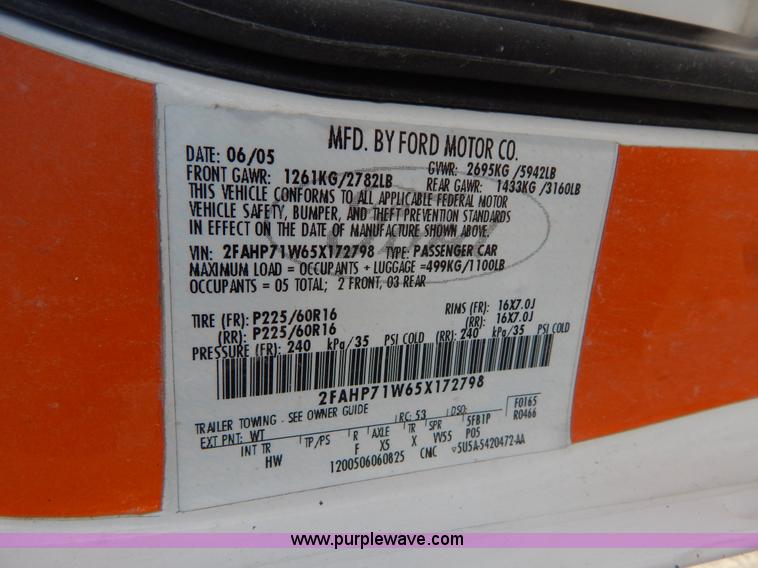 MFD. BY FORD MOTOR CO.
DATE: 06/05 GVWR: 2695KG/5942LB
FRONT GAWR: 1261KG/2782LB REAR GAWR: 1433KG/3160LB
THIS VEHICLE CONFORMS TO ALL APPLICABLE FEDERAL MOTOR
VEHICLE SAFETY, BUMPER, AND THEFT PREVENTION STANDARDS
IN EFFECT ON THE DATE OF MANUFACTURE SHOWN ABOVE.
VIN: 2FAHP71W65X172798 TYPE: PASSENGER CAR
MAXIMUM LOAD = OCCUPANTS + LUGGAGE =499KG/1100LB
OCCUPANTS = 05 TOTAL; 2 FRONT, 03 REAR
TIRE (FR): P225/60R16 RIMS (FR): 16X7.0J
(RR): P225/60R16 (RR): 16X7.0J
PRESSURE (FR): 240 kPa/35 PSI COLD (RR): 240 kPa/35 PSI COLD
2FAHP71W65X172798
TRAILER TOWING - SEE OWNER GUIDE F0165
EXT PNT: WT RC: 53 DSO: R0466
INT TR TP/PS R AXLE TR SPR 5FB1P
HW F X5 X VV55 P05
1200506060825 CMC 5U5A-5420472-AA
www.purplewave.com